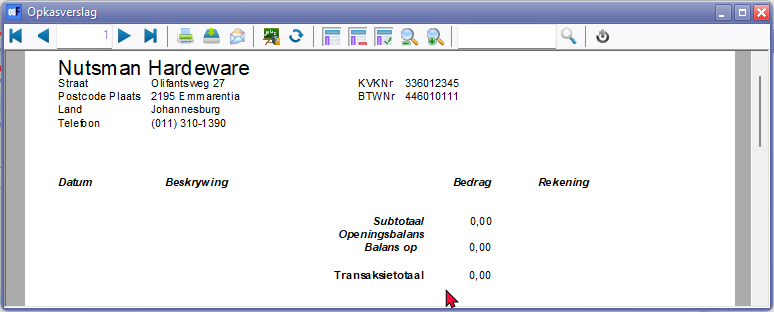 Opkasverslag
1
Nutsman Hardeware
Straat Olifantsweg 27 KVKNr 336012345
Postcode Plaats 2195 Emmarentia BTWNr 446010111
Land Johannesburg
Telefoon (011) 310-1390
Datum Beskrywing Bedrag Rekening
Subtotaal 0,00
Openingsbalans
Balans op 0,00
Transaksietotaal 0,00